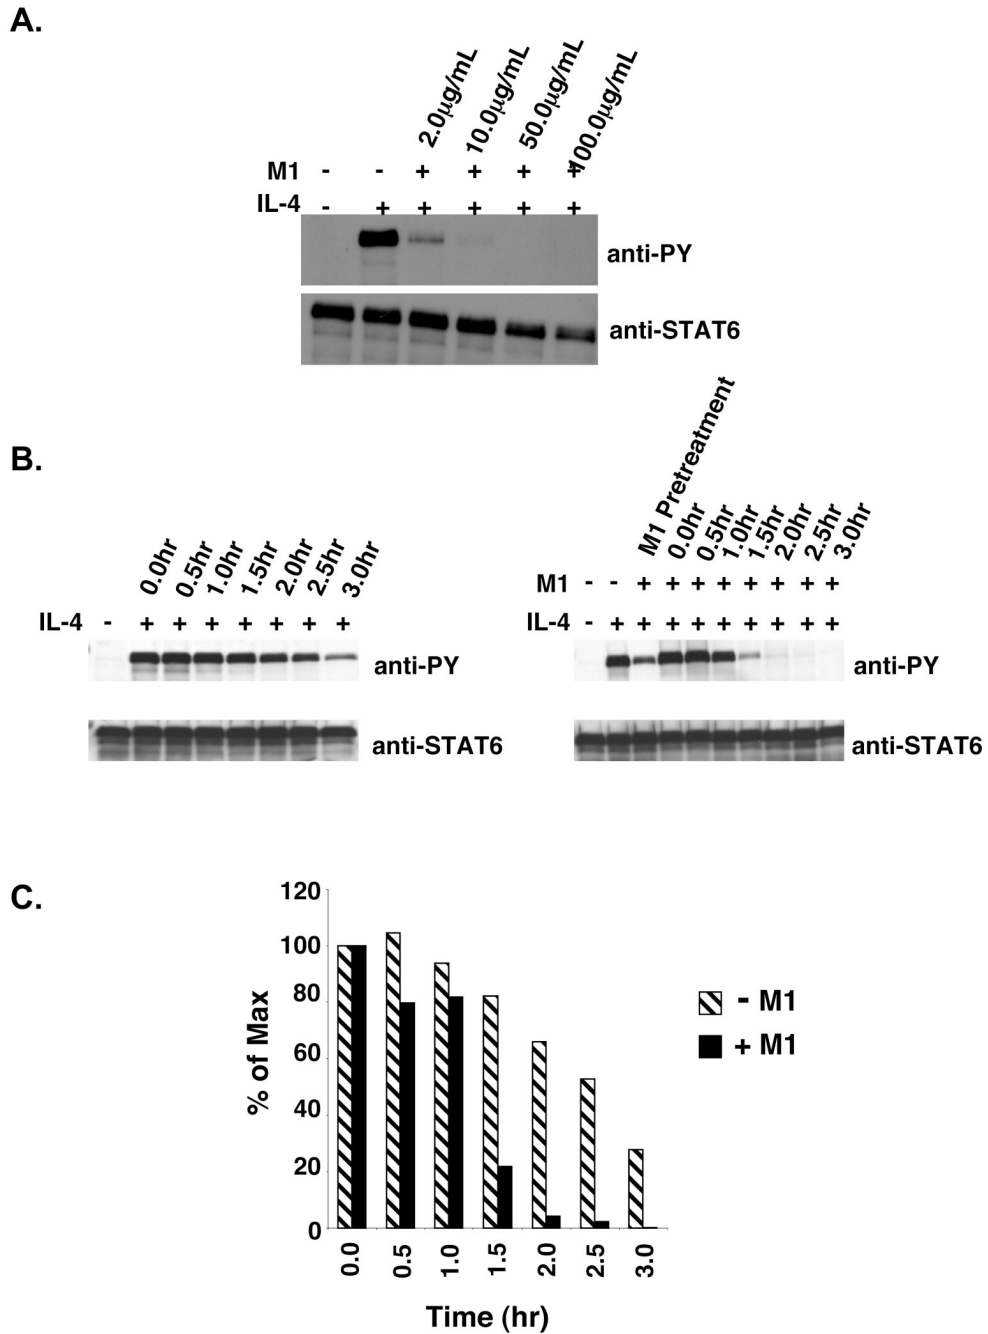 A.
2.0μg/mL 10.0μg/mL 50.0μg/mL 100.0μg/mL
M1 - - + + + +
IL-4 - + + + + +
anti-PY
anti-STAT6
B.
0.0hr 0.5hr 1.0hr 1.5hr 2.0hr 2.5hr 3.0hr
IL-4 - + + + + + + +
anti-PY
anti-STAT6
M1 Pretreatment 0.0hr 0.5hr 1.0hr 1.5hr 2.0hr 2.5hr 3.0hr
M1 - - + + + + + + +
IL-4 - + + + + + + + +
anti-PY
anti-STAT6
C.
% of Max
120
100
80
60
40
20
0
0.0 0.5 1.0 1.5 2.0 2.5 3.0
Time (hr)
- M1
+ M1